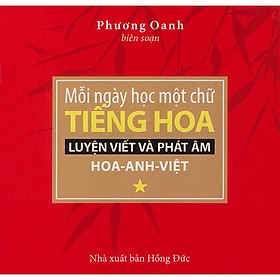 Phương Oanh
biên soạn
Mỗi ngày học một chữ
TIẾNG HOA
LUYỆN VIẾT VÀ PHÁT ÂM
HOA-ANH-VIỆT
Nhà xuất bản Hồng Đức